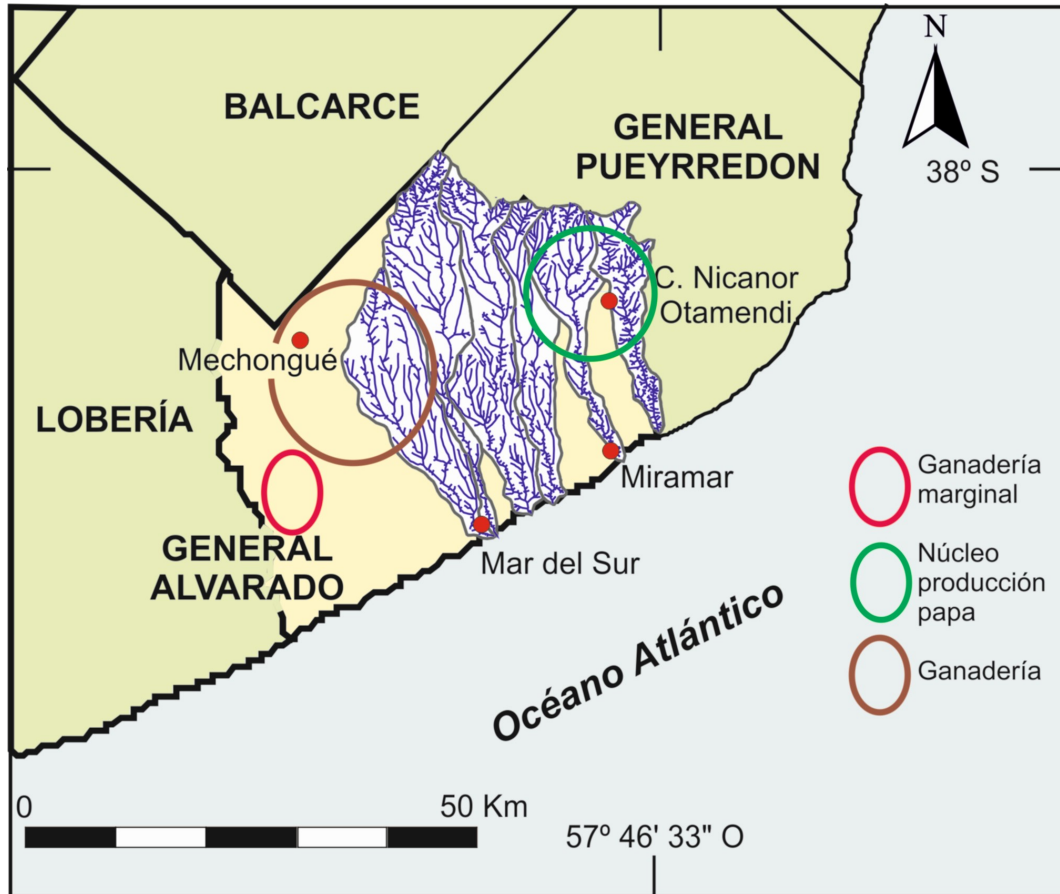 N
BALCARCE
GENERAL
PUEYRREDON
38º S
C. Nicanor
Otamendi
Mechongué
LOBERÍA
Miramar
Ganadería
marginal
GENERAL
ALVARADO
Mar del Sur
Núcleo
producción
papa
Océano Atlántico
Ganadería
0
50 Km
57º 46' 33" O